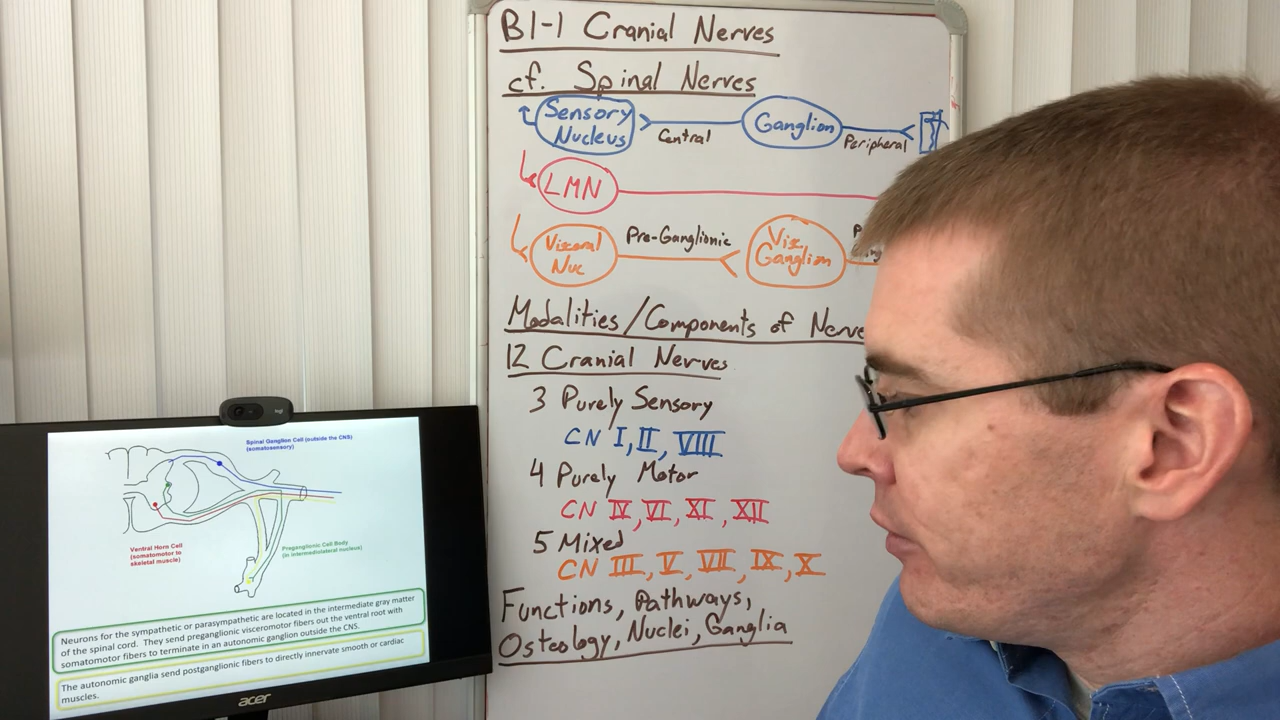 B1-1 Cranial Nerves
cf. Spinal Nerves
Sensory Nucleus
Central
Ganglion
Peripheral
LMN
Visceral Nuc
Pre-Ganglionic
Visc. Ganglion
Modalities/Components of Nerve
12 Cranial Nerves
3 Purely Sensory
CN I, II, VIII
4 Purely Motor
CN IV, VI, XI, XII
5 Mixed
CN III, V, VII, IX, X
Functions, Pathways,
Osteology, Nuclei, Ganglia
logi
Spinal Ganglion Cell (outside the CNS)
(somatosensory)
Ventral Horn Cell
(somatomotor to
skeletal muscle)
Preganglionic Cell Body
(in intermediolateral nucleus)
Neurons for the sympathetic or parasympathetic are located in the intermediate gray matter
of the spinal cord. They send preganglionic visceromotor fibers out the ventral root with
somatomotor fibers to terminate in an autonomic ganglion outside the CNS.
The autonomic ganglia send postganglionic fibers to directly innervate smooth or cardiac
muscles.
acer